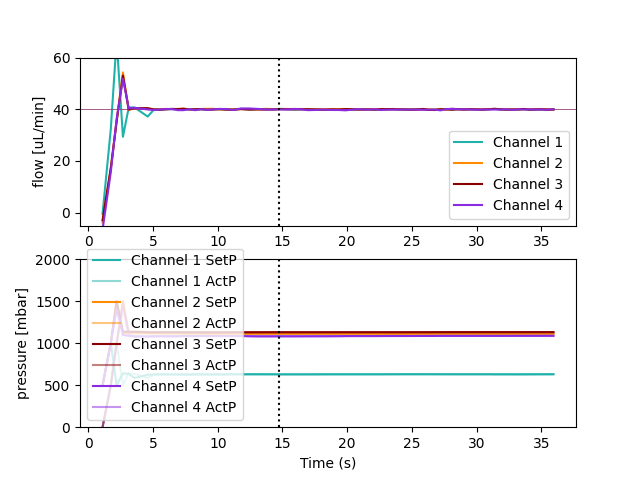 60
40
20
0
flow [uL/min]
Channel 1
Channel 2
Channel 3
Channel 4
0 5 10 15 20 25 30 35
2000
1500
1000
500
0
pressure [mbar]
Channel 1 SetP
Channel 1 ActP
Channel 2 SetP
Channel 2 ActP
Channel 3 SetP
Channel 3 ActP
Channel 4 SetP
Channel 4 ActP
0 5 10 15 20 25 30 35
Time (s)